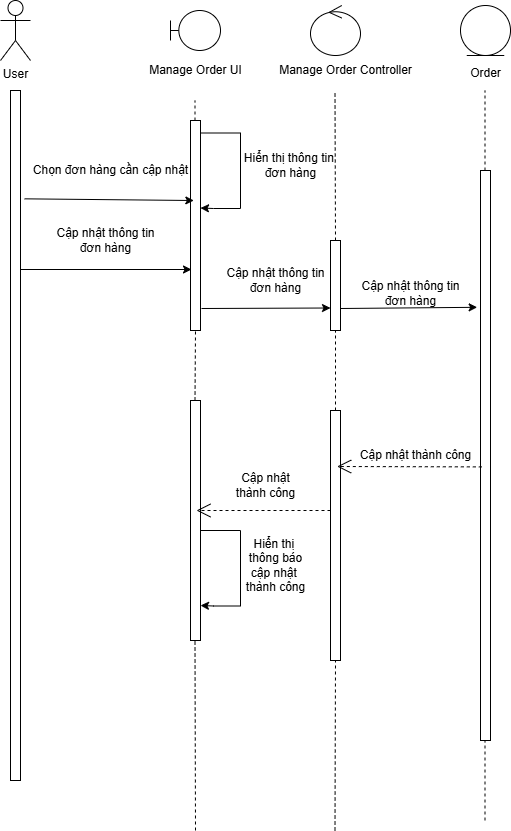 User
Manage Order UI
Manage Order Controller
Order
Hiển thị thông tin
đơn hàng
Chọn đơn hàng cần cập nhật
Cập nhật thông tin
đơn hàng
Cập nhật thông tin
đơn hàng
Cập nhật thông tin
đơn hàng
Cập nhật thành công
Cập nhật
thành công
Hiển thị
thông báo
cập nhật
thành công